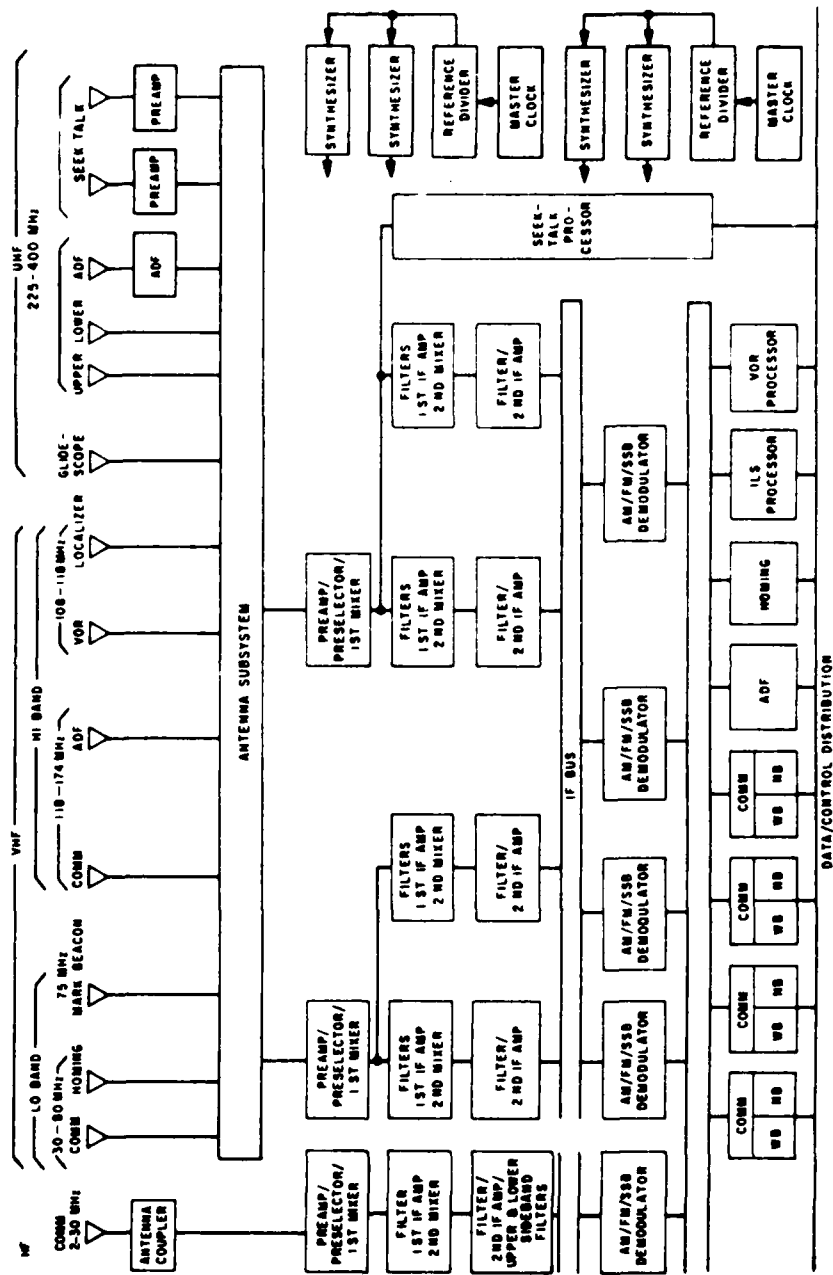 HF
VHF
UHF
225-400 MHz
LO BAND
HI BAND
COMM
2-30 MHz
30-80 MHz
COMM
HOMING
75 MHz
MARK BEACON
118-174 MHz
COMM
ADF
108-118 MHz
VOR
LOCALIZER
GLIDE-
SCOPE
UPPER
LOWER
ADF
SEEK TALK
ANTENNA
COUPLER
ADF
PREAMP
PREAMP
ANTENNA SUBSYSTEM
PREAMP/
PRESELECTOR/
1ST MIXER
PREAMP/
PRESELECTOR/
1ST MIXER
PREAMP/
PRESELECTOR/
1ST MIXER
FILTER
1ST IF AMP
2ND MIXER
FILTERS
1ST IF AMP
2ND MIXER
FILTERS
1ST IF AMP
2ND MIXER
FILTERS
1ST IF AMP
2ND MIXER
FILTERS
1ST IF AMP
2ND MIXER
FILTER/
2ND IF AMP/
UPPER & LOWER
SIDEBAND
FILTERS
FILTER/
2ND IF AMP
FILTER/
2ND IF AMP
FILTER/
2ND IF AMP
FILTER/
2ND IF AMP
SEEK-
TALK
PRO-
CESSOR
SYNTHESIZER
SYNTHESIZER
REFERENCE
DIVIDER
MASTER
CLOCK
SYNTHESIZER
SYNTHESIZER
REFERENCE
DIVIDER
MASTER
CLOCK
IF BUS
AM/FM/SSB
DEMODULATOR
AM/FM/SSB
DEMODULATOR
AM/FM/SSB
DEMODULATOR
AM/FM/SSB
DEMODULATOR
AM/FM/SSB
DEMODULATOR
COMM
WB NB
COMM
WB NB
COMM
WB NB
COMM
WB NB
ADF
HOMING
ILS
PROCESSOR
VOR
PROCESSOR
DATA/CONTROL DISTRIBUTION